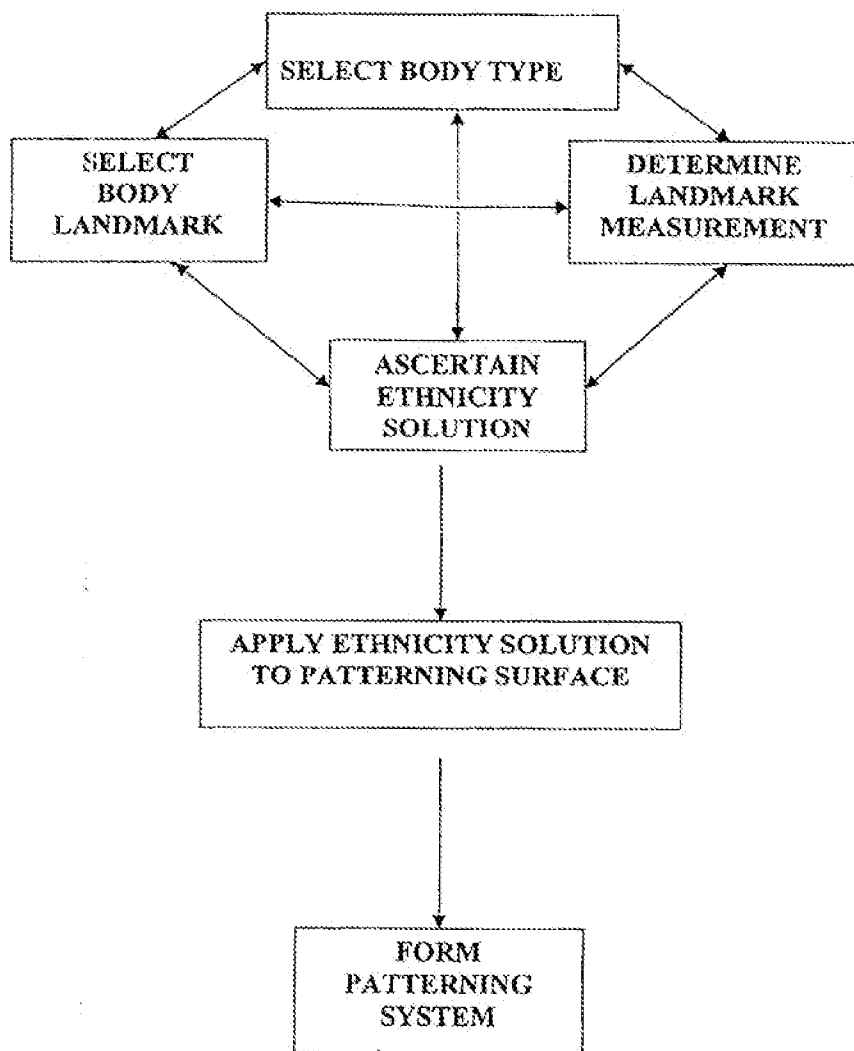 SELECT BODY TYPE
SELECT
BODY
LANDMARK
DETERMINE
LANDMARK
MEASUREMENT
ASCERTAIN
ETHNICITY
SOLUTION
APPLY ETHNICITY SOLUTION
TO PATTERNING SURFACE
FORM
PATTERNING
SYSTEM